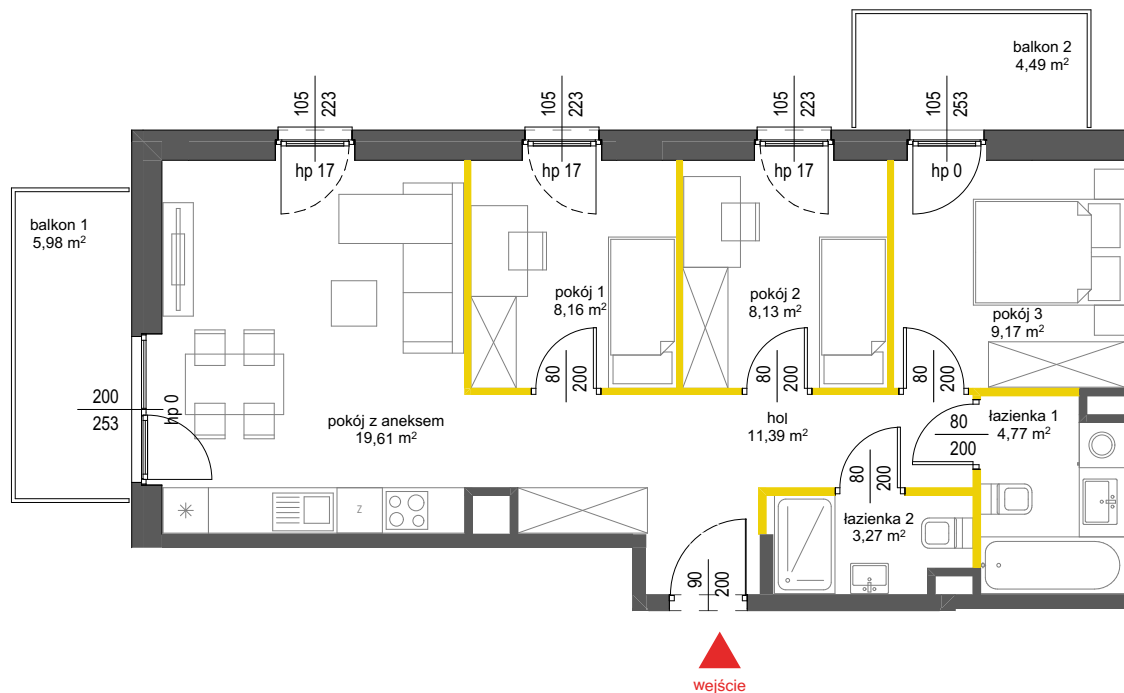 balkon 2
4,49 m²
105
223
105
223
105
223
105
253
hp 17
hp 17
hp 17
hp 0
balkon 1
5,98 m²
pokój 1
8,16 m²
pokój 2
8,13 m²
pokój 3
9,17 m²
80
200
80
200
80
200
200
253
hp 0
pokój z aneksem
19,61 m²
hol
11,39 m²
80
200
łazienka 1
4,77 m²
80
200
Z
łazienka 2
3,27 m²
90
200
wejście